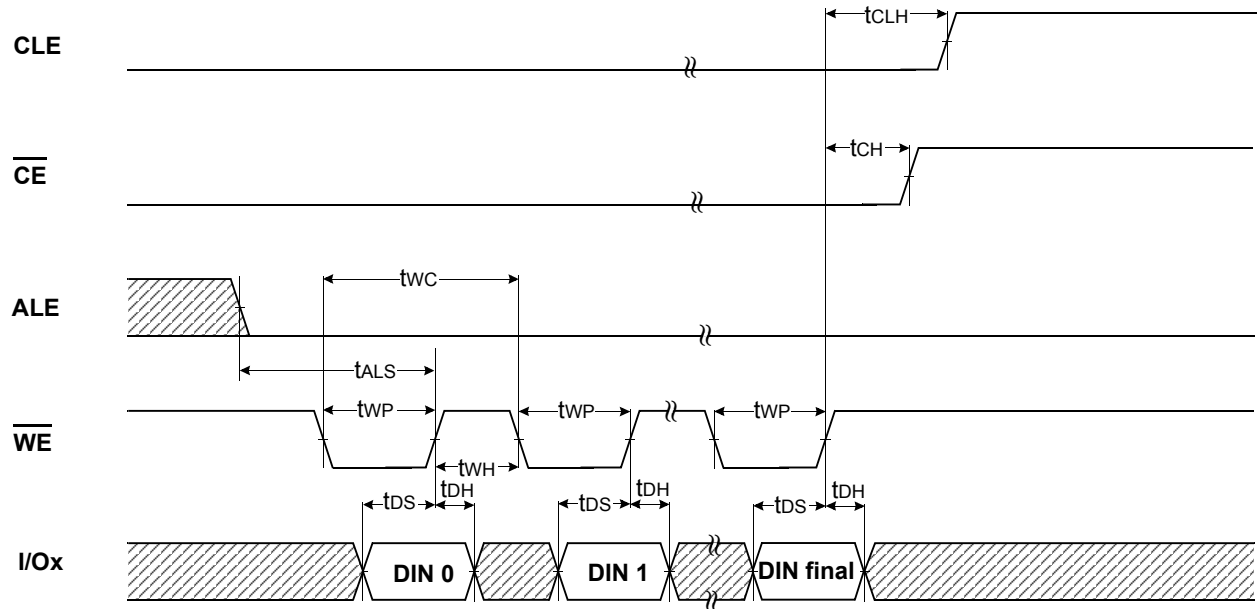 CLE
tCLH
CE
tCH
ALE
tWC
tALS
WE
tWP
tWP
tWP
tWH
tDS
tDH
tDS
tDH
tDS
tDH
I/Ox
DIN 0
DIN 1
DIN final